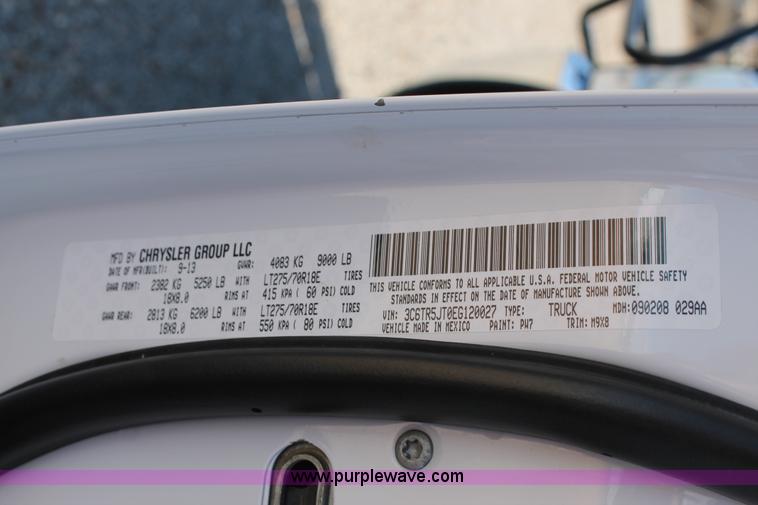 MFD BY CHRYSLER GROUP LLC
DATE OF MFR(BUILT): 9-13 GVWR: 4083 KG 9000 LB
GAWR FRONT: 2382 KG 5250 LB WITH LT275/70R18E TIRES
18X8.0 RIMS AT 415 KPA ( 60 PSI) COLD
GAWR REAR: 2813 KG 6200 LB WITH LT275/70R18E TIRES
18X8.0 RIMS AT 550 KPA ( 80 PSI) COLD
THIS VEHICLE CONFORMS TO ALL APPLICABLE U.S.A. FEDERAL MOTOR VEHICLE SAFETY
STANDARDS IN EFFECT ON THE DATE OF MANUFACTURE SHOWN ABOVE.
VIN: 3C6TR5JT0EG120027 TYPE: TRUCK MDH: 090208 029AA
VEHICLE MADE IN MEXICO PAINT: PW7 TRIM: M9X8
www.purplewave.com